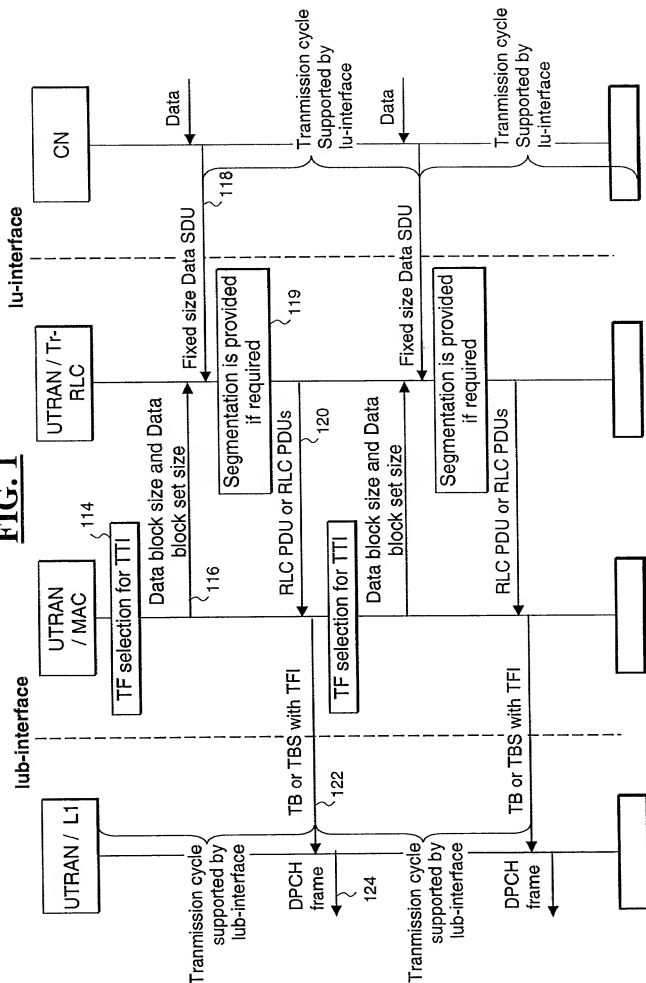 FIG. 1
Iub-interface
Iu-interface
UTRAN / L1
UTRAN
/ MAC
UTRAN / Tr-
RLC
CN
114
TF selection for TTI
Data block size and Data
block set size
116
Data
Fixed size Data SDU
118
Tranmission cycle
Supported by
Iu-interface
Segmentation is provided
if required
119
RLC PDU or RLC PDUs
120
Tranmission cycle
supported by
Iub-interface
TB or TBS with TFI
122
DPCH
frame
124
TF selection for TTI
Data block size and Data
block set size
Data
Fixed size Data SDU
Tranmission cycle
Supported by
Iu-interface
Segmentation is provided
if required
RLC PDU or RLC PDUs
Tranmission cycle
supported by
Iub-interface
TB or TBS with TFI
DPCH
frame